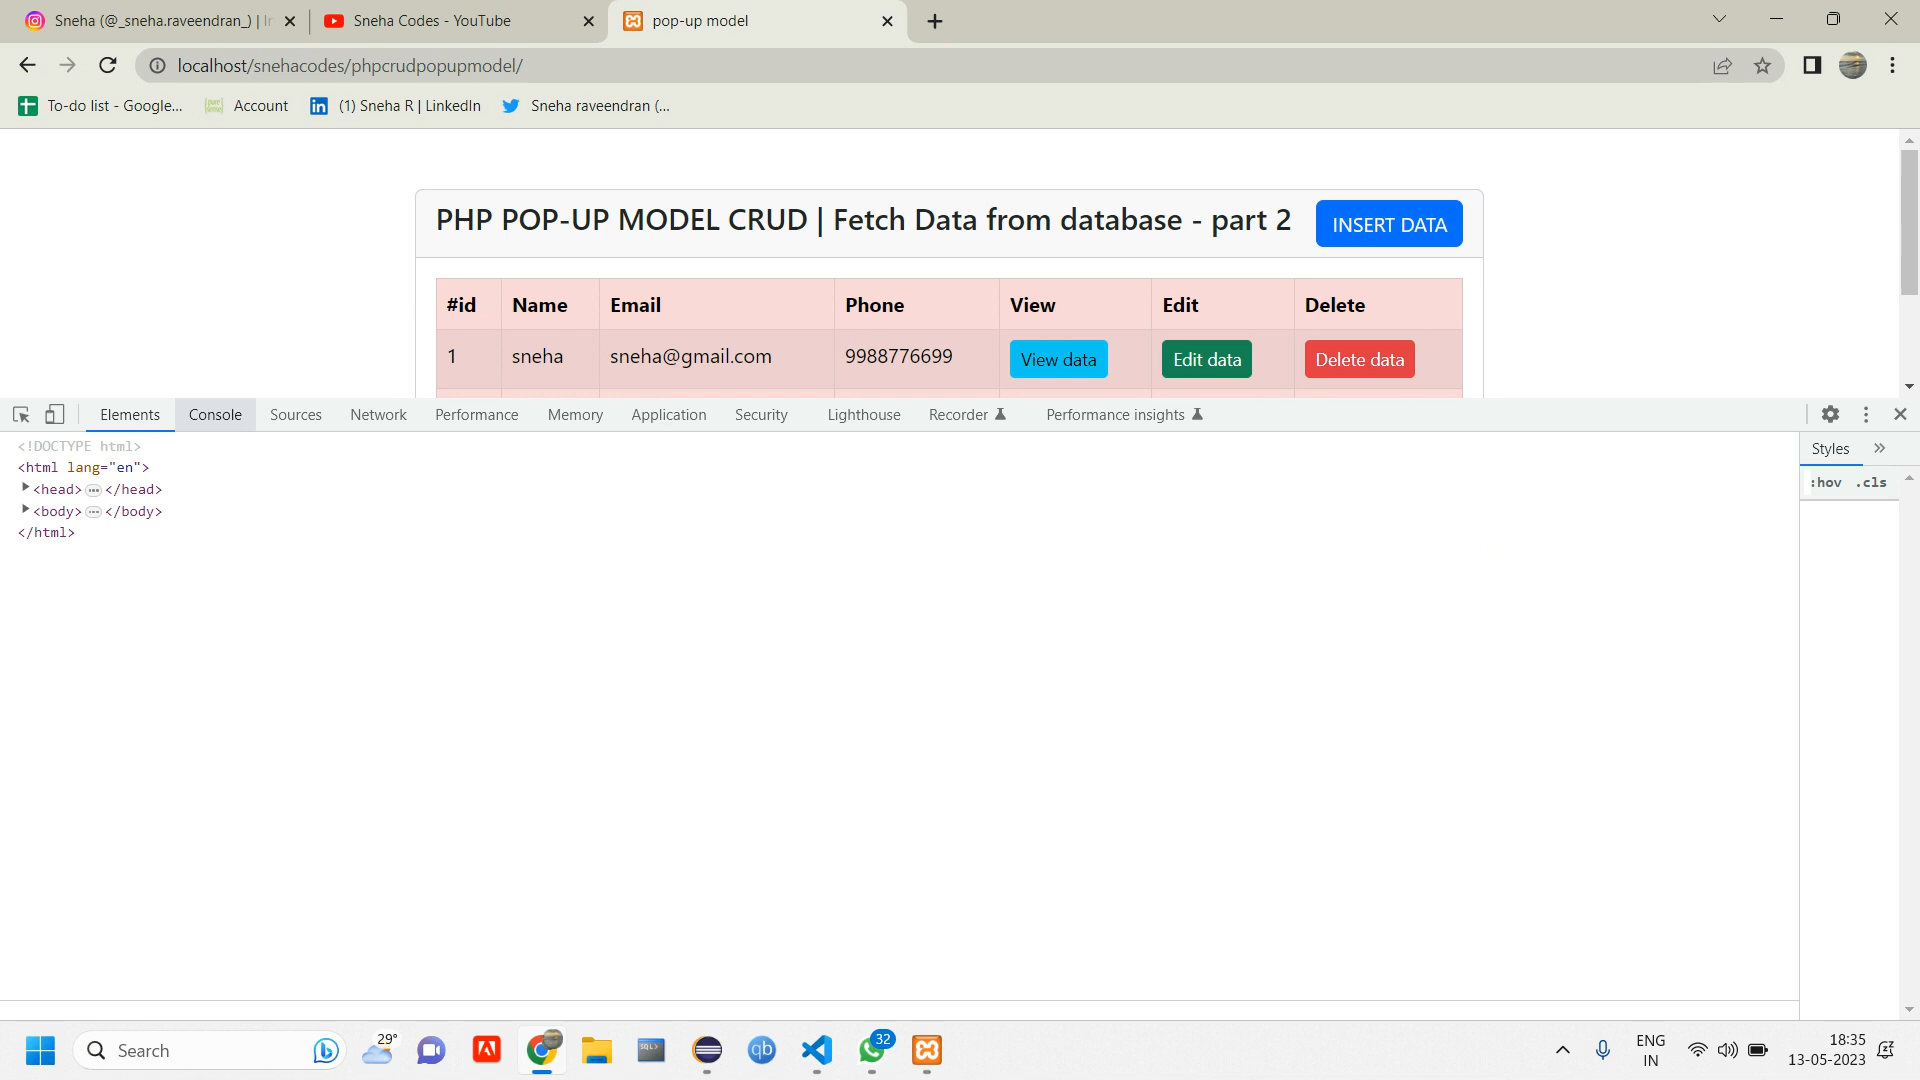 Sneha (@_sneha.raveendran_) | In
Sneha Codes - YouTube
pop-up model
localhost/snehacodes/phpcrudpopupmodel/
To-do list - Google...
Account
(1) Sneha R | LinkedIn
Sneha raveendran (...
PHP POP-UP MODEL CRUD | Fetch Data from database - part 2
INSERT DATA
#id Name Email Phone View Edit Delete
1 sneha sneha@gmail.com 9988776699 View data Edit data Delete data
Elements Console Sources Network Performance Memory Application Security Lighthouse Recorder Performance insights
Styles
:hov .cls
<!DOCTYPE html>
<html lang="en">
<head> ... </head>
<body> ... </body>
</html>
Search
29°
SQL>
qb
32
ENG
IN
18:35
13-05-2023